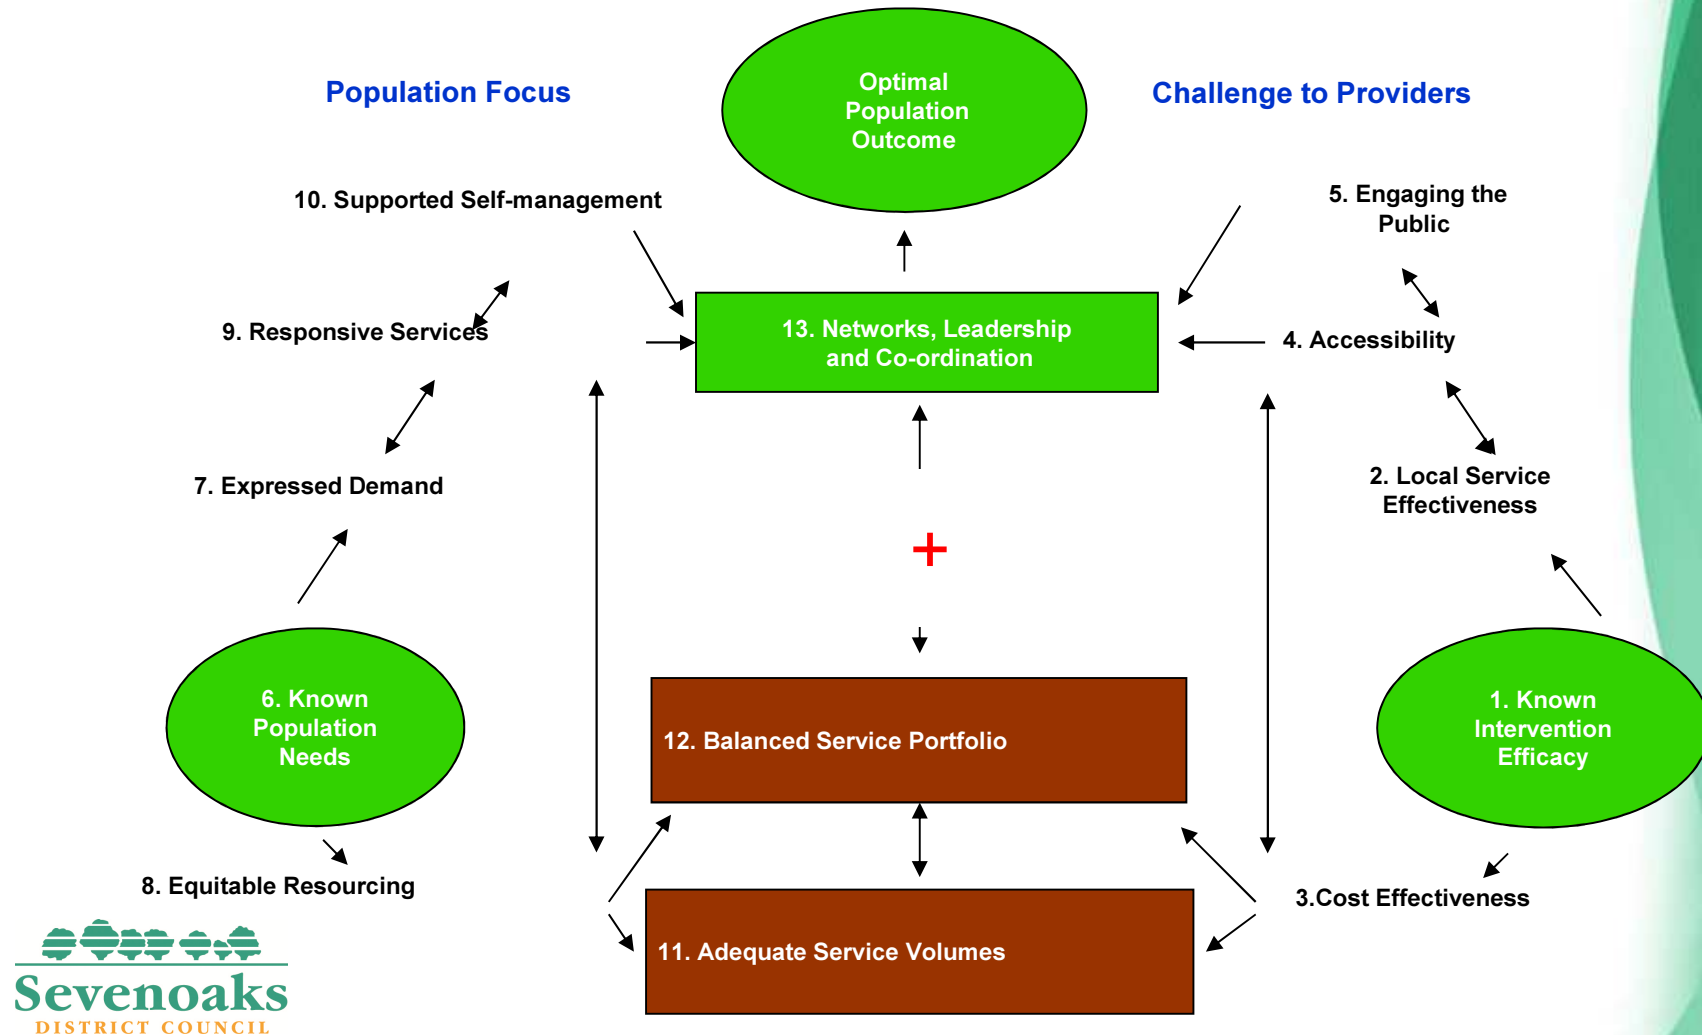 Population Focus
Optimal
Population
Outcome
Challenge to Providers
10. Supported Self-management
5. Engaging the
Public
9. Responsive Services
13. Networks, Leadership
and Co-ordination
4. Accessibility
7. Expressed Demand
2. Local Service
Effectiveness
+
6. Known
Population
Needs
12. Balanced Service Portfolio
1. Known
Intervention
Efficacy
8. Equitable Resourcing
3.Cost Effectiveness
11. Adequate Service Volumes
Sevenoaks
DISTRICT COUNCIL